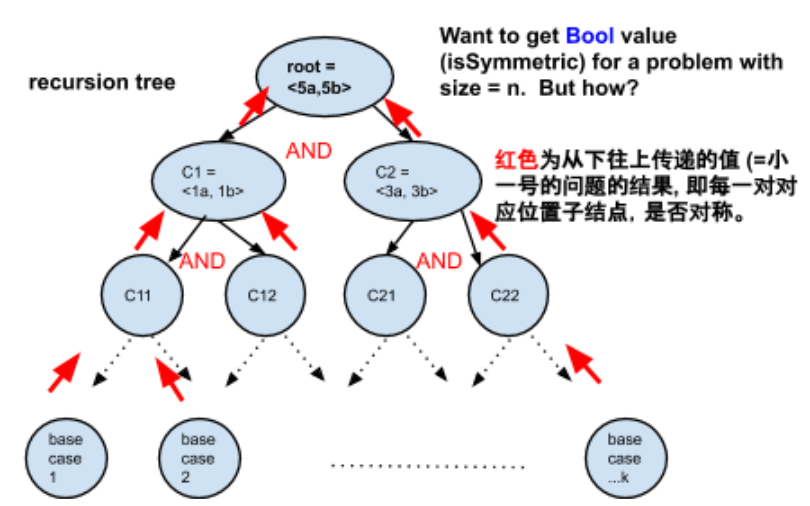 Want to get Bool value
(isSymmetric) for a problem with
size = n. But how?
recursion tree
root =
<5a,5b>
AND
红色为从下往上传递的值 (=小
一号的问题的结果, 即每一对对
应位置子结点, 是否对称。
C1 =
<1a, 1b>
C2 =
<3a, 3b>
AND
AND
C11
C12
C21
C22
base
case
1
base
case
2
base
case
...k